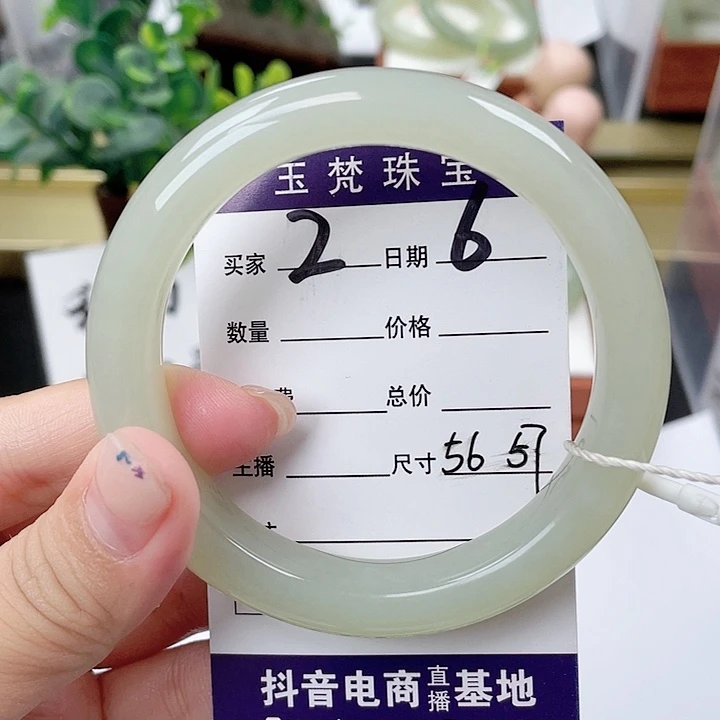 玉梵珠宝
买家 2 日期 6
数量 价格
费 总价
主播 尺寸 56 57
抖音电商直播基地